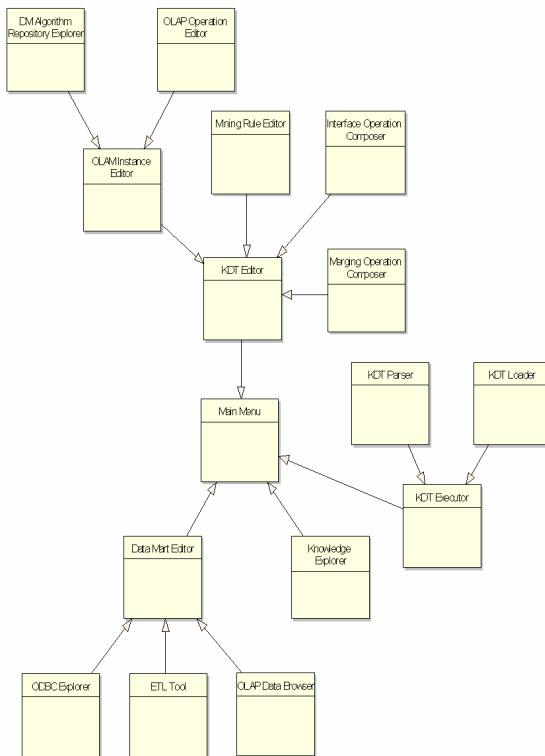 DM Algorithm
Repository Explorer
OLAP Operation
Editor
Mining Rule Editor
Interface Operation
Composer
OLAM Instance
Editor
KDT Editor
Merging Operation
Composer
KDT Parser
KDT Loader
Main Menu
KDT Executor
Data Mart Editor
Knowledge
Explorer
ODBC Explorer
ETL Tool
OLAP Data Browser